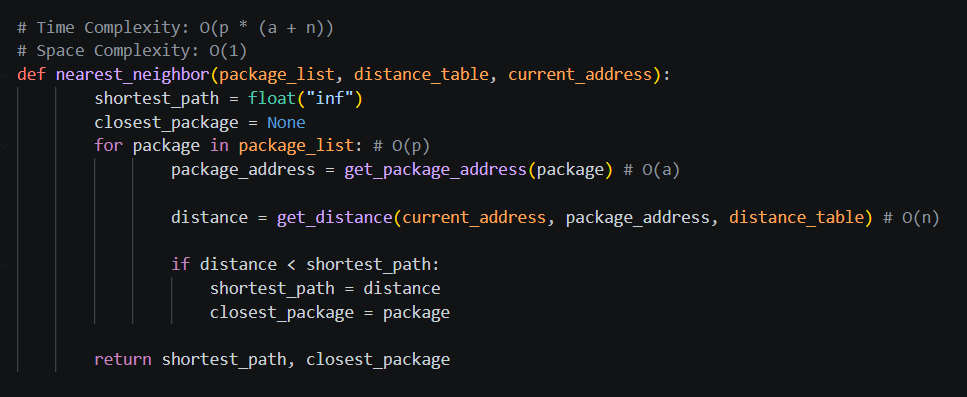 # Time Complexity: O(p * (a + n))
# Space Complexity: O(1)
def nearest_neighbor(package_list, distance_table, current_address):
shortest_path = float("inf")
closest_package = None
for package in package_list: # O(p)
package_address = get_package_address(package) # O(a)
distance = get_distance(current_address, package_address, distance_table) # O(n)
if distance < shortest_path:
shortest_path = distance
closest_package = package
return shortest_path, closest_package